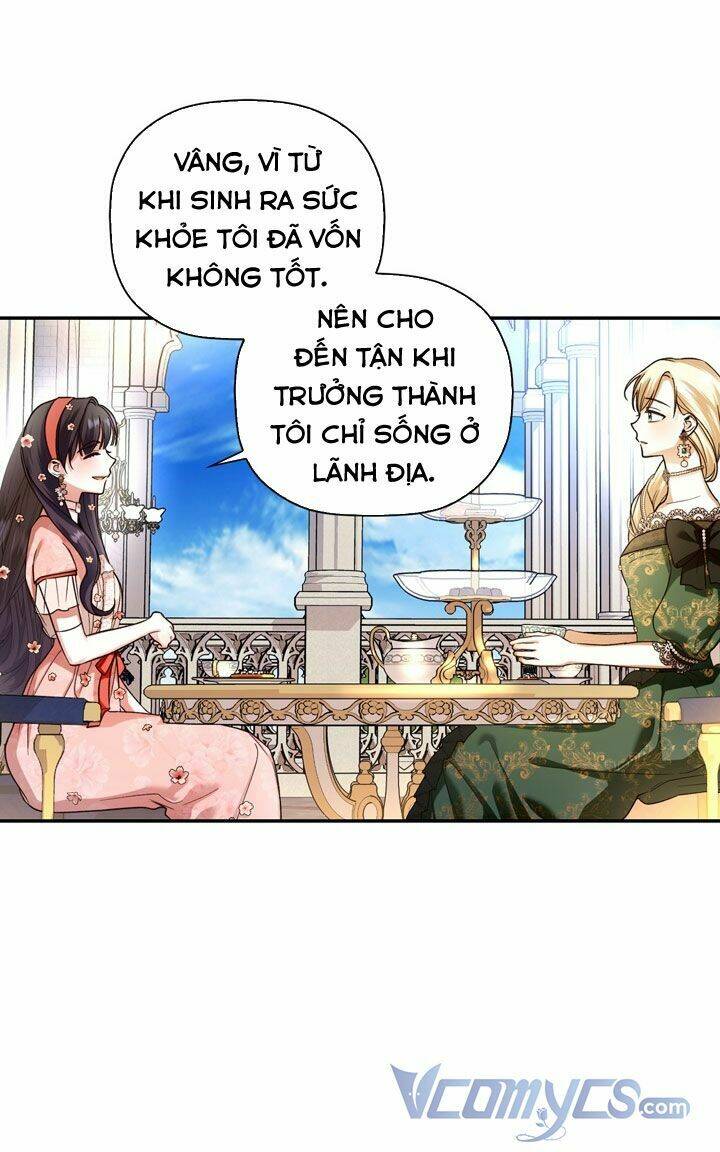 VÂNG, VÌ TỪ
KHI SINH RA SỨC
KHỎE TÔI ĐÃ VỐN
KHÔNG TỐT.
NÊN CHO
ĐẾN TẬN KHI
TRƯỞNG THÀNH
TÔI CHỈ SỐNG Ở
LÃNH ĐỊA.
VCOMYCS.com